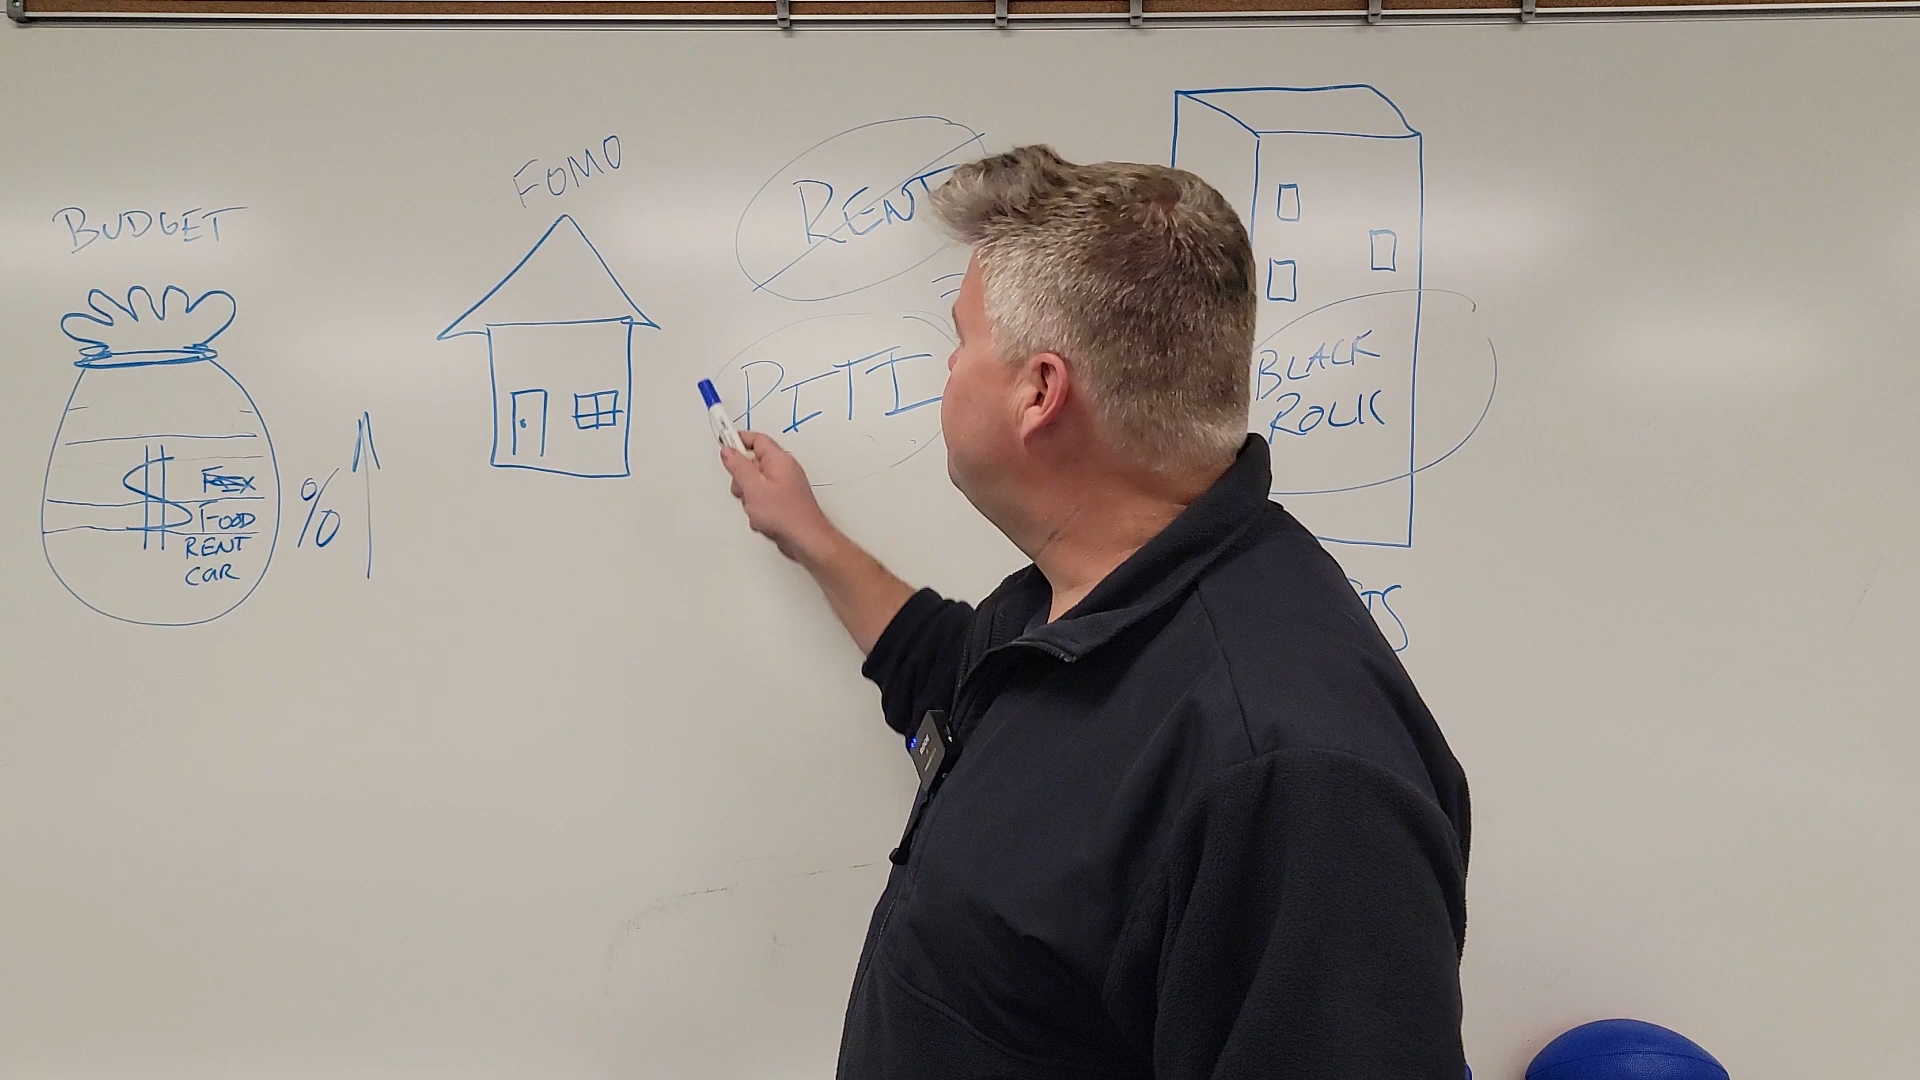 BUDGET
$
FOOD
RENT
CAR
%
FOMO
RENT
PITI
BLACK
ROCK